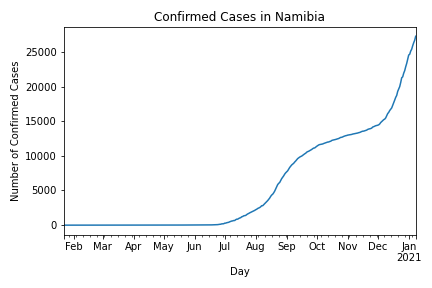 Confirmed Cases in Namibia
Number of Confirmed Cases
25000
20000
15000
10000
5000
0
Feb Mar Apr May Jun Jul Aug Sep Oct Nov Dec Jan
2021
Day